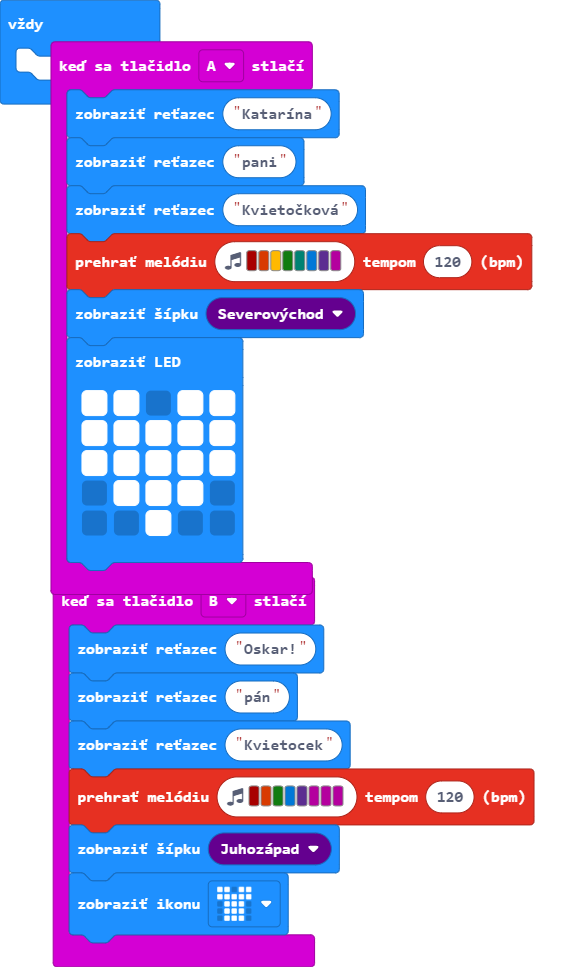 vždy
keď sa tlačidlo A stlačí
zobraziť reťazec "Katarína"
zobraziť reťazec "pani"
zobraziť reťazec "Kvietočková"
prehrať melódiu tempom 120 (bpm)
zobraziť šípku Severovýchod
zobraziť LED
keď sa tlačidlo B stlačí
zobraziť reťazec "Oskar!"
zobraziť reťazec "pán"
zobraziť reťazec "Kvietocek"
prehrať melódiu tempom 120 (bpm)
zobraziť šípku Juhozápad
zobraziť ikonu